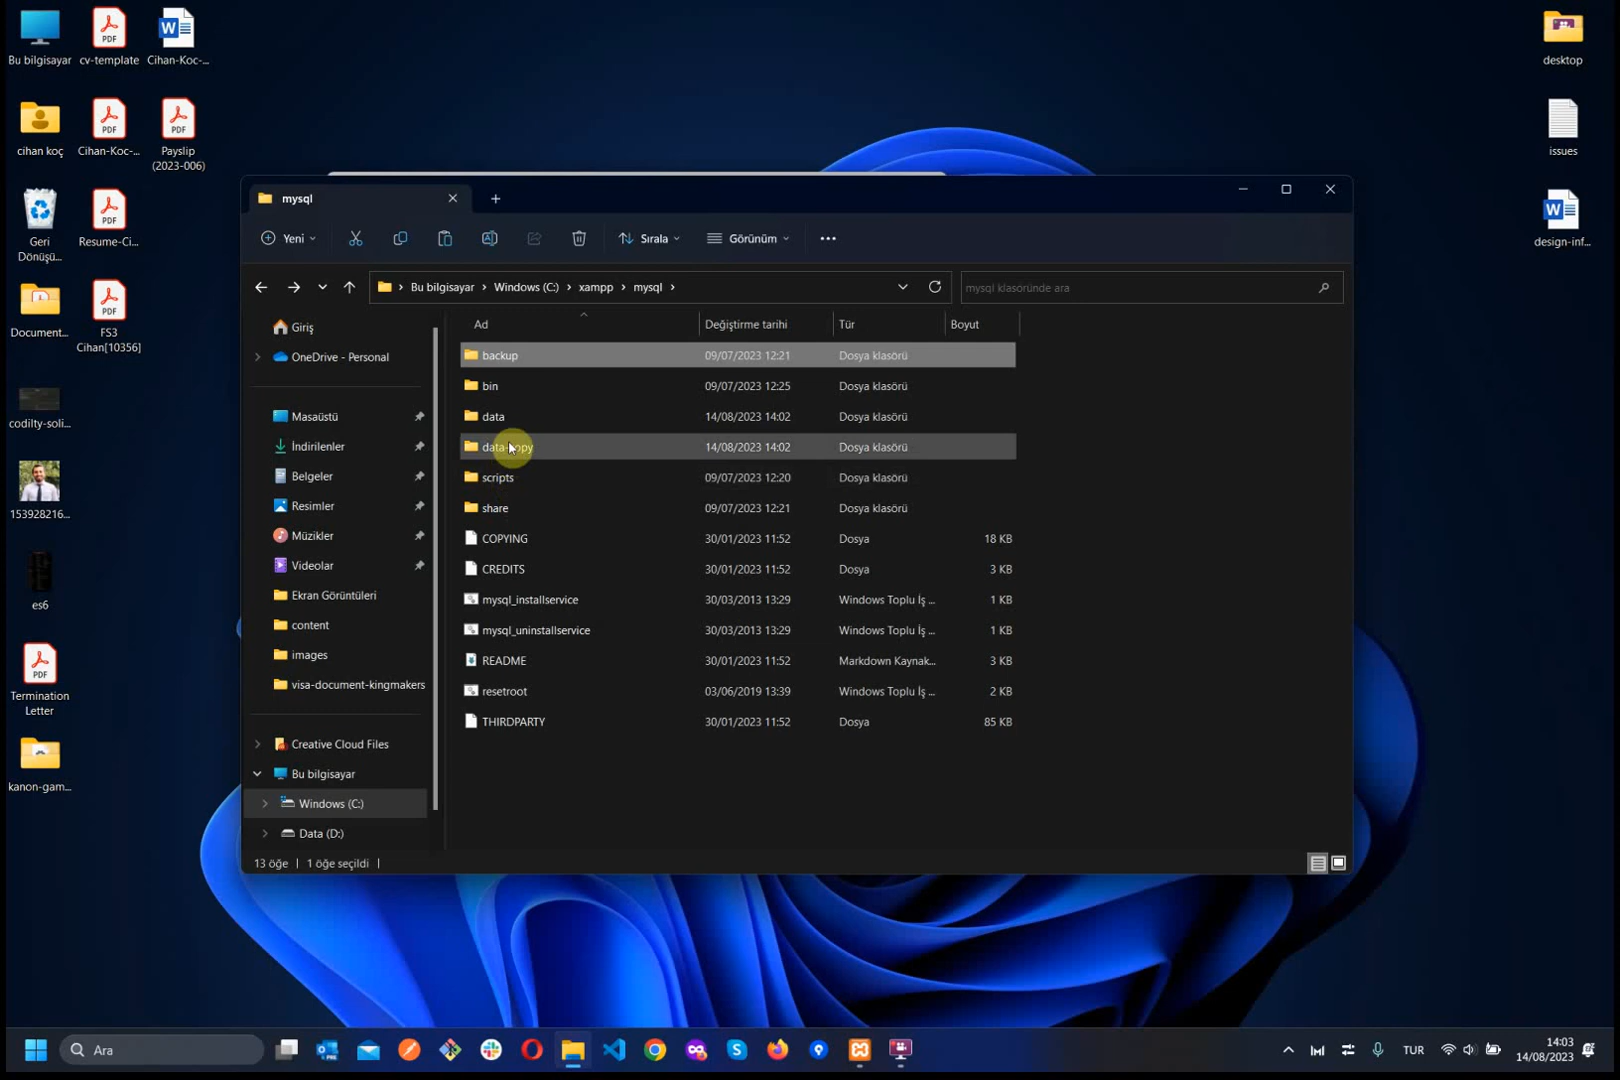 Bu bilgisayar
cv-template
Cihan-Koc-...
cihan koç
Cihan-Koc-...
Payslip
(2023-006)
Geri
Dönüşü...
Resume-Ci...
Document...
FS3
Cihan[10356]
codilty-soli...
153928216...
es6
Termination
Letter
kanon-gam...
desktop
issues
design-inf...
mysql
Yeni
Sırala
Görünüm
Bu bilgisayar
Windows (C:)
xampp
mysql
mysql klasöründe ara
Giriş
OneDrive - Personal
Masaüstü
İndirilenler
Belgeler
Resimler
Müzikler
Videolar
Ekran Görüntüleri
content
images
visa-document-kingmakers
Creative Cloud Files
Bu bilgisayar
Windows (C:)
Data (D:)
Ad Değiştirme tarihi Tür Boyut
backup 09/07/2023 12:21 Dosya klasörü
bin 09/07/2023 12:25 Dosya klasörü
data 14/08/2023 14:02 Dosya klasörü
data-copy 14/08/2023 14:02 Dosya klasörü
scripts 09/07/2023 12:20 Dosya klasörü
share 09/07/2023 12:21 Dosya klasörü
COPYING 30/01/2023 11:52 Dosya 18 KB
CREDITS 30/01/2023 11:52 Dosya 3 KB
mysql_installservice 30/03/2013 13:29 Windows Toplu İş ... 1 KB
mysql_uninstallservice 30/03/2013 13:29 Windows Toplu İş ... 1 KB
README 30/01/2023 11:52 Markdown Kaynak... 3 KB
resetroot 03/06/2019 13:39 Windows Toplu İş ... 2 KB
THIRDPARTY 30/01/2023 11:52 Dosya 85 KB
13 öğe | 1 öğe seçildi |
Ara
TUR
14:03
14/08/2023